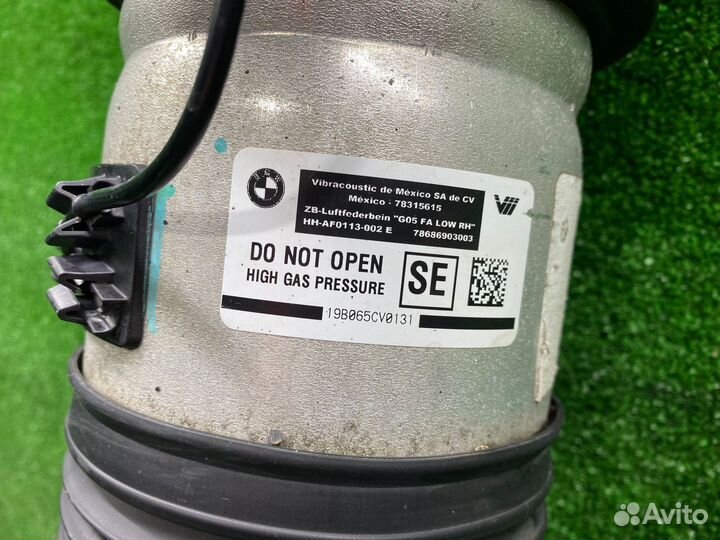 BMW
Vibracoustic de México SA de CV
México - 78315615
ZB-Luftfederbein "G05 FA LOW RH"
HH-AF0113-002 E 78686903003
DO NOT OPEN
HIGH GAS PRESSURE
SE
19B065CV0131
Avito